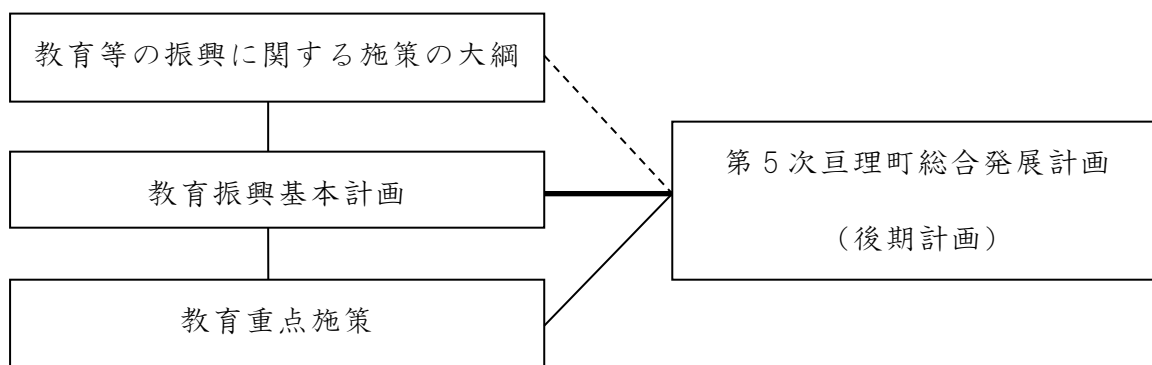 教育等の振興に関する施策の大綱
教育振興基本計画
教育重点施策
第5次亘理町総合発展計画
（後期計画）